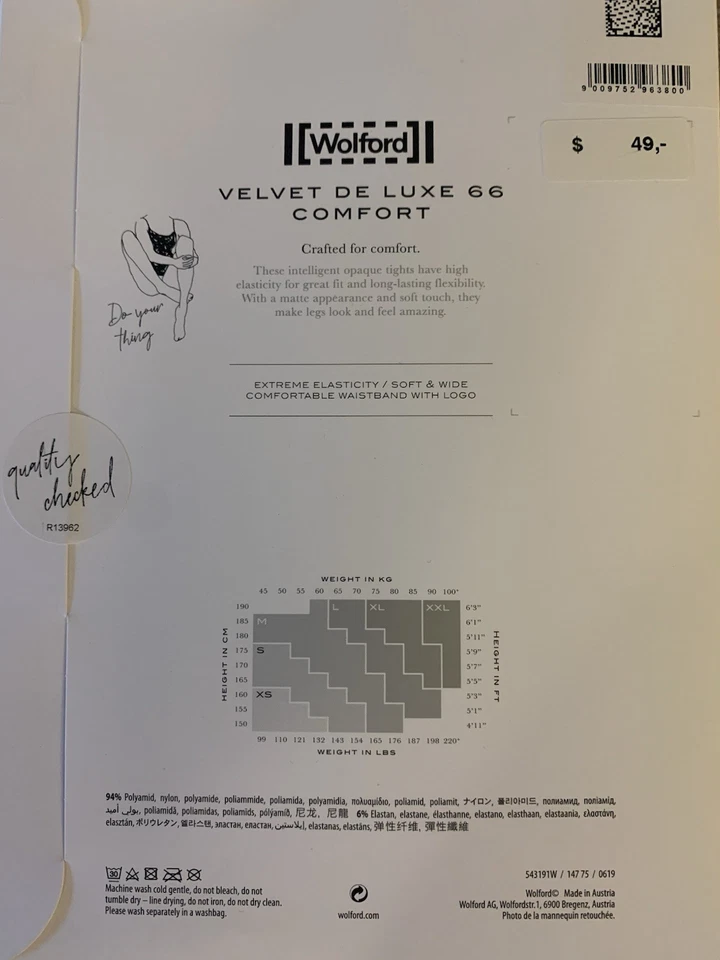 9 009752 963800
$ 49,-
Wolford
VELVET DE LUXE 66
COMFORT
Crafted for comfort.
These intelligent opaque tights have high
elasticity for great fit and long-lasting flexibility.
With a matte appearance and soft touch, they
make legs look and feel amazing.
Do your
thing
EXTREME ELASTICITY / SOFT & WIDE
COMFORTABLE WAISTBAND WITH LOGO
quality
checked
R13962
WEIGHT IN KG
45 50 55 60 65 70 75 80 85 90 100+
HEIGHT IN CM
190 L XL XXL 6'3"
185 M 6'1"
180 5'11"
175 S 5'9"
170 5'7"
165 5'5"
160 XS 5'3"
155 5'1"
150 4'11"
HEIGHT IN FT
99 110 121 132 143 154 165 176 187 198 220+
WEIGHT IN LBS
94% Polyamid, nylon, polyamide, poliammide, poliamida, polyamidia, πολυαμίδιο, poliamid, poliamit, ナイロン, 폴리아미드, полиамид, поліамід,
بولي أميد, poliamidă, poliamidas, poliamids, pólýamíð, 尼龙, 尼龍 6% Elastan, elastane, élasthanne, elastano, elasthaan, elastaania, ελαστάνη,
elasztán, ポリウレタン, 엘라스탠, эластан, еластан, إيلاستين, elastanas, elastāns, 弹性纤维, 彈性纖維
30
Machine wash cold gentle, do not bleach, do not
tumble dry – line drying, do not iron, do not dry clean.
Please wash separately in a washbag.
wolford.com
543191W / 147 75 / 0619
Wolford© Made in Austria
Wolford AG, Wolfordstr.1, 6900 Bregenz, Austria
Photo de la mannequin retouchée.